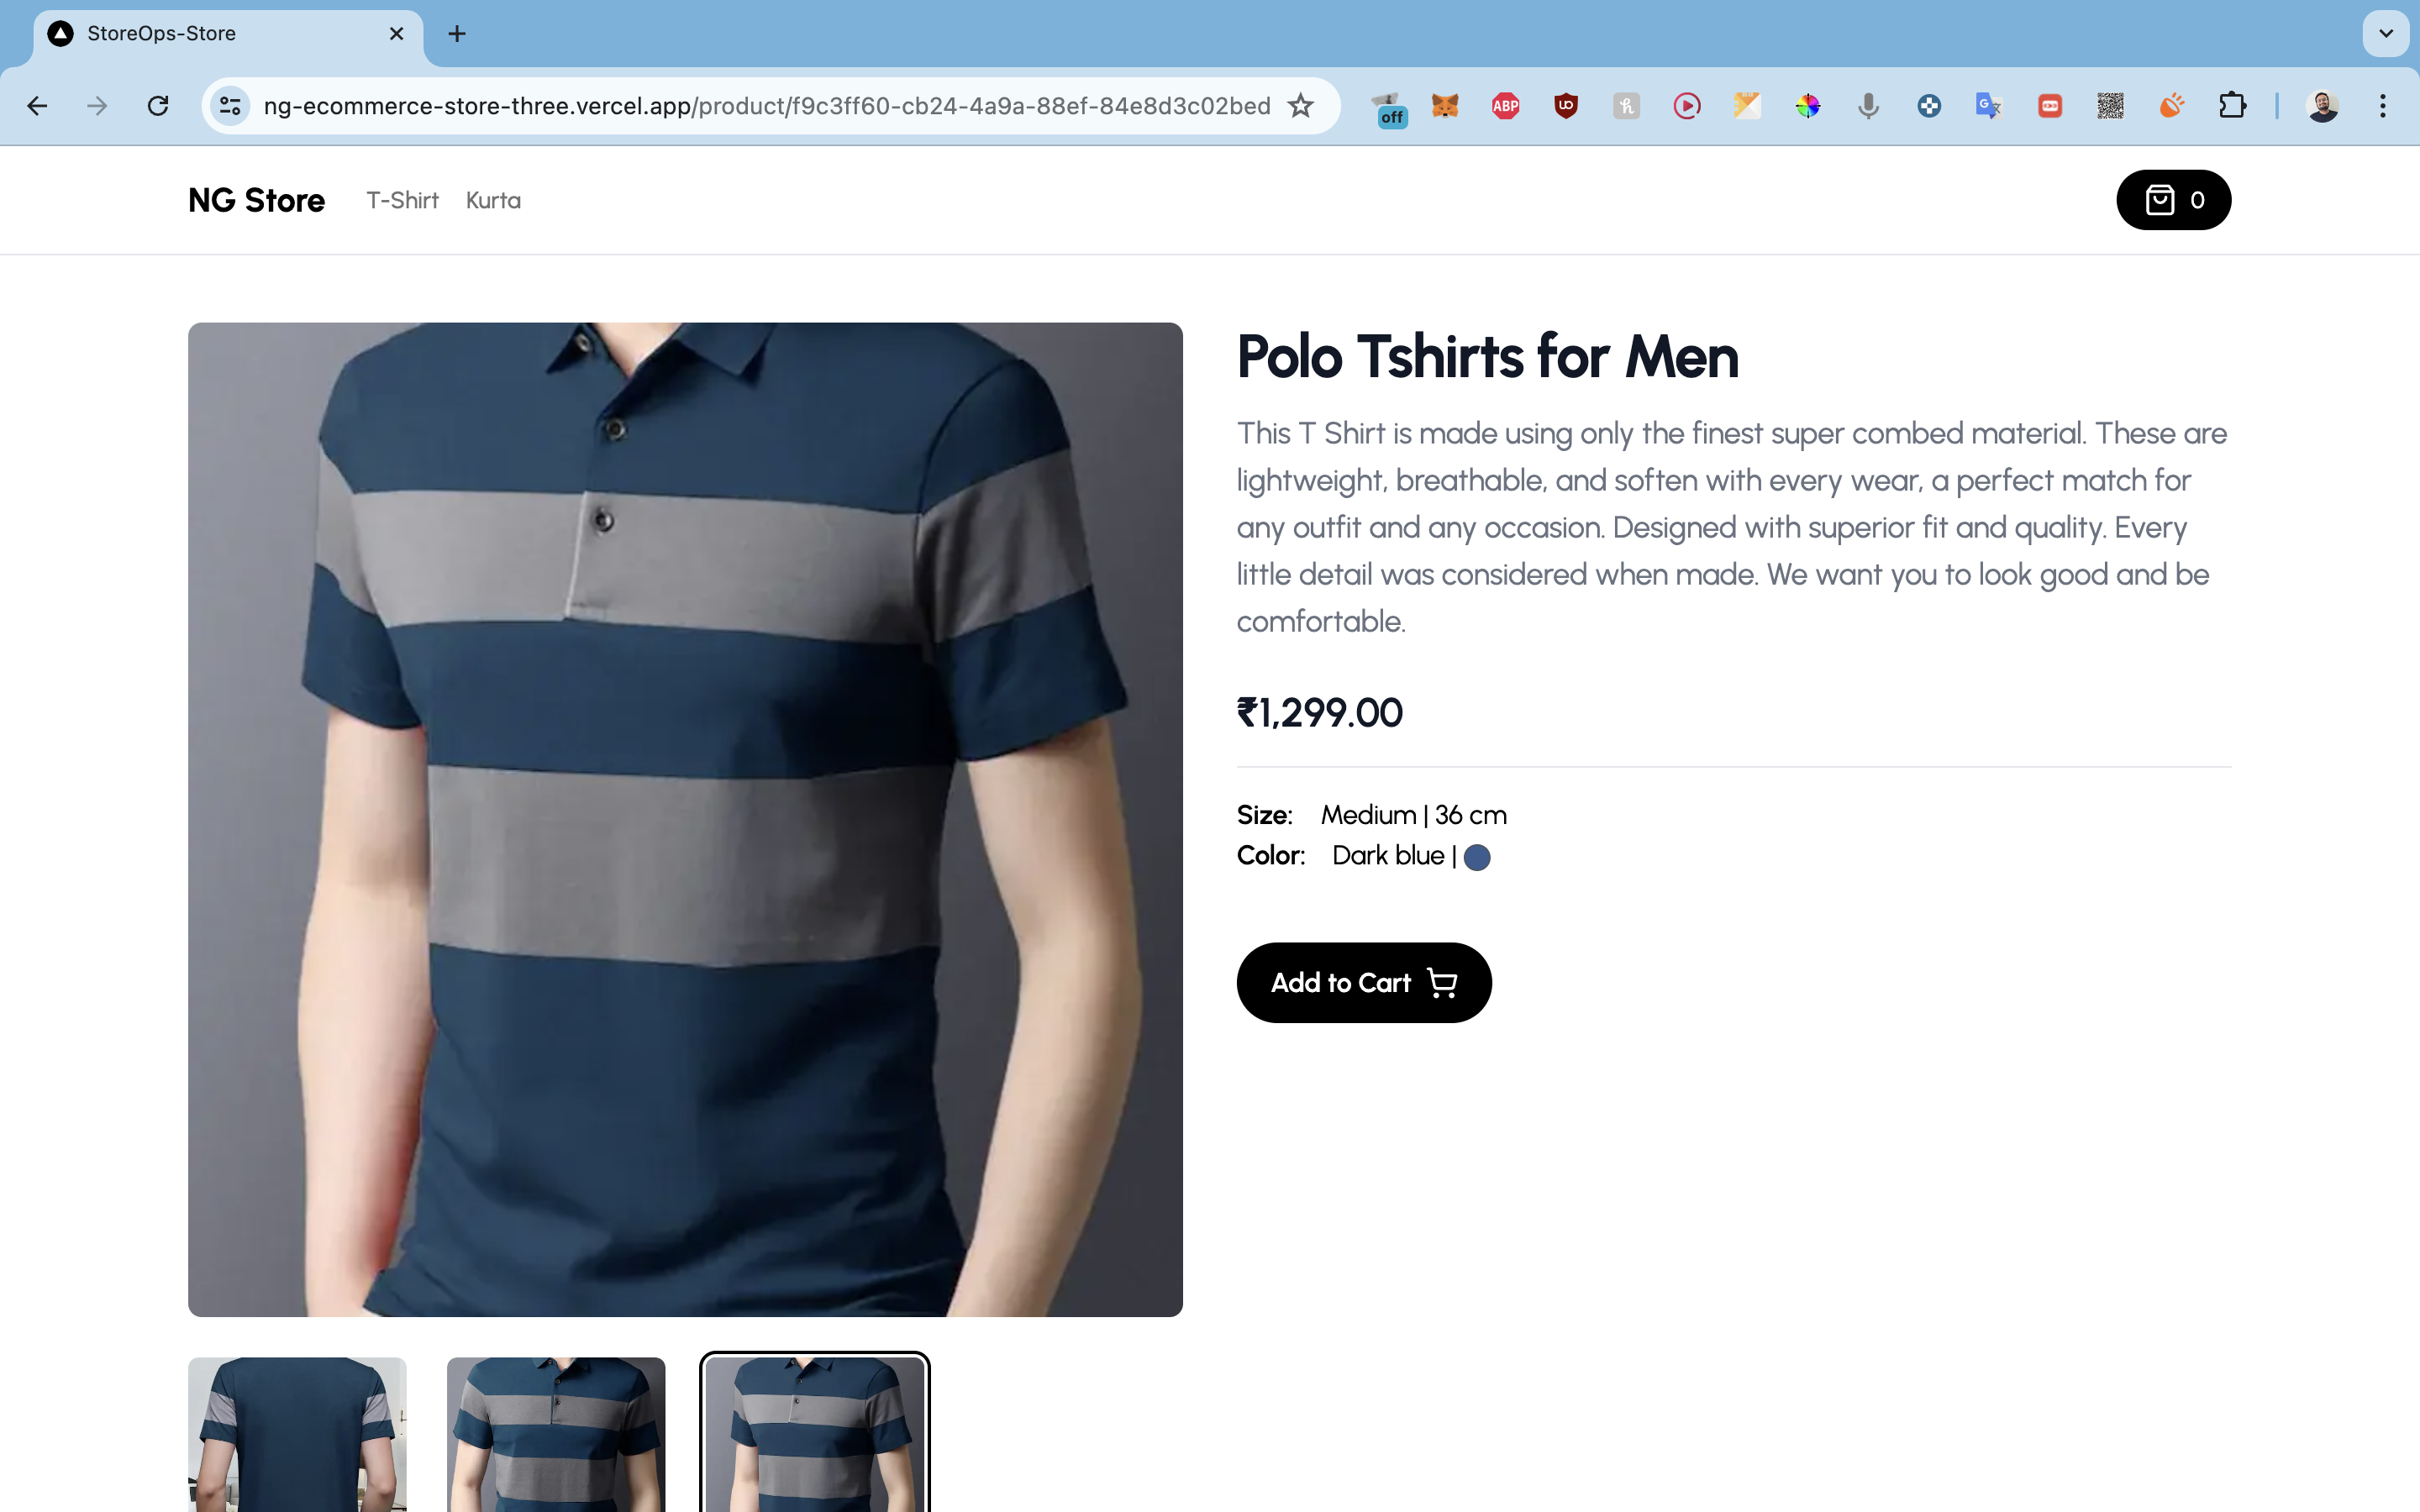 StoreOps-Store
ng-ecommerce-store-three.vercel.app/product/f9c3ff60-cb24-4a9a-88ef-84e8d3c02bed
off
ABP
NG Store
T-Shirt
Kurta
0
Polo Tshirts for Men
This T Shirt is made using only the finest super combed material. These are
lightweight, breathable, and soften with every wear, a perfect match for
any outfit and any occasion. Designed with superior fit and quality. Every
little detail was considered when made. We want you to look good and be
comfortable.
₹1,299.00
Size: Medium | 36 cm
Color: Dark blue |
Add to Cart